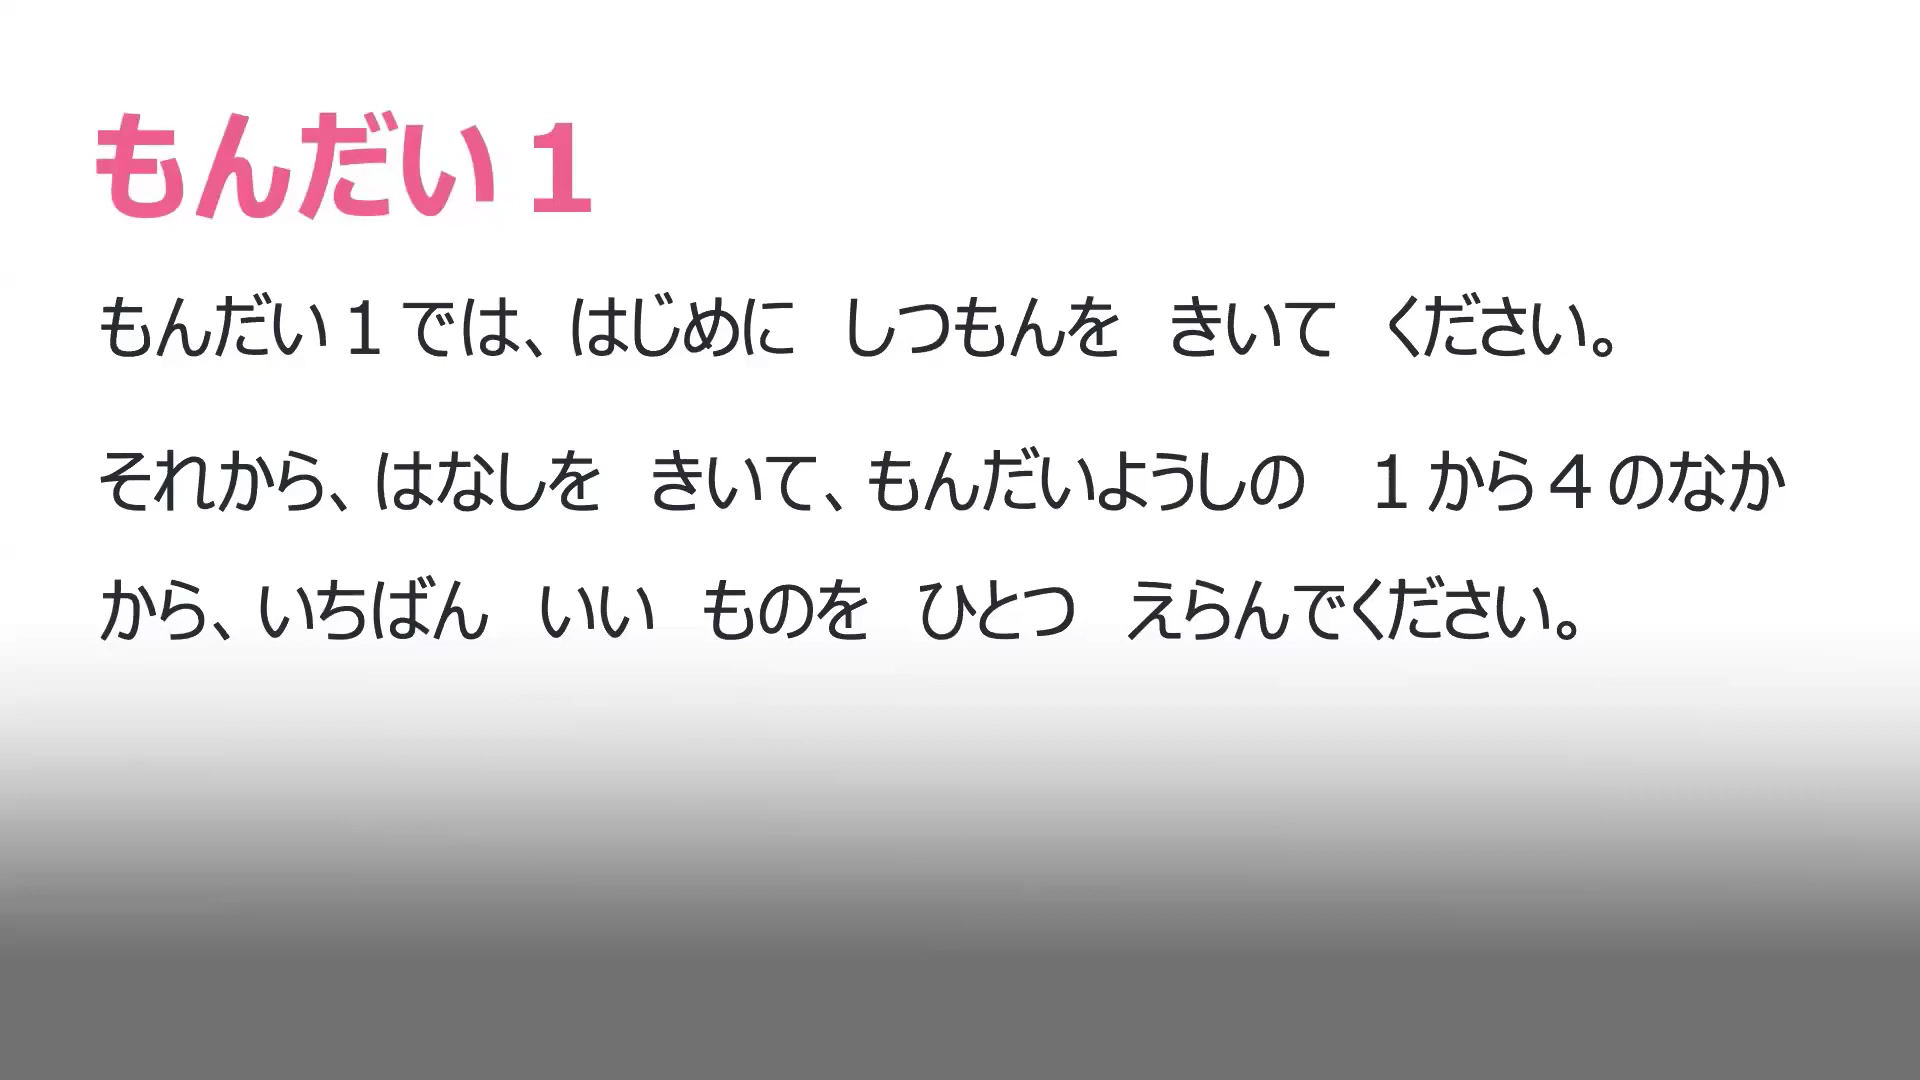 もんだい１
もんだい１では、はじめに　しつもんを　きいて　ください。
それから、はなしを　きいて、もんだいようしの　１から４のなか
から、いちばん　いい　ものを　ひとつ　えらんでください。